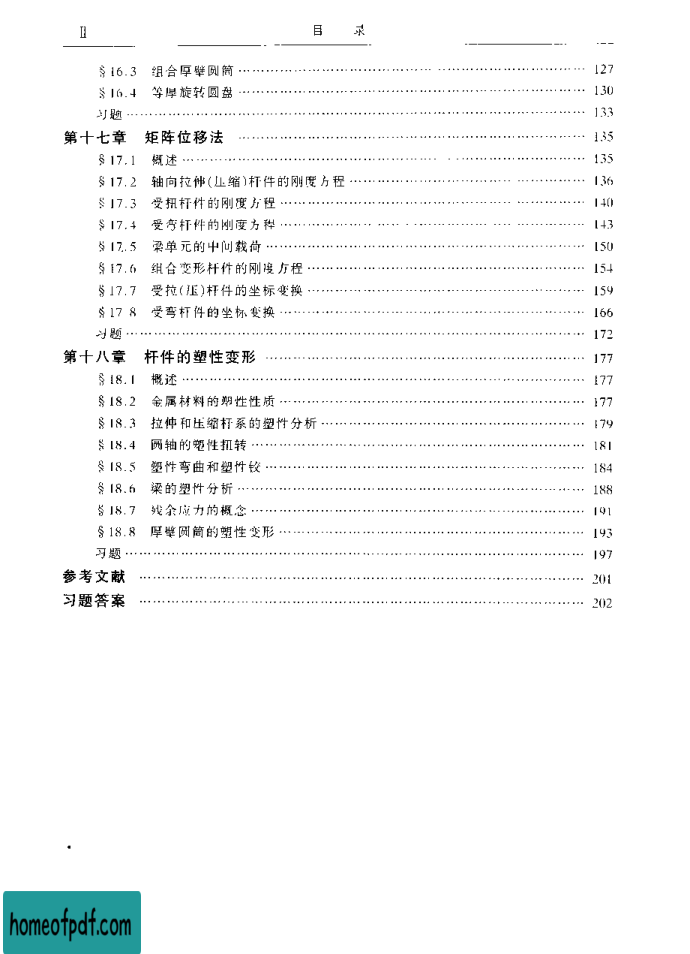 Ⅱ 目 录
§16.3 组合厚壁圆筒 …… 127
§16.4 等厚旋转圆盘 …… 130
习题 …… 133
第十七章 矩阵位移法 …… 135
§17.1 概述 …… 135
§17.2 轴向拉伸(压缩)杆件的刚度方程 …… 136
§17.3 受扭杆件的刚度方程 …… 140
§17.4 受弯杆件的刚度方程 …… 143
§17.5 梁单元的中间载荷 …… 150
§17.6 组合变形杆件的刚度方程 …… 154
§17.7 受拉(压)杆件的坐标变换 …… 159
§17 8 受弯杆件的坐标变换 …… 166
习题 …… 172
第十八章 杆件的塑性变形 …… 177
§18.1 概述 …… 177
§18.2 金属材料的塑性性质 …… 177
§18.3 拉伸和压缩杆系的塑性分析 …… 179
§18.4 圆轴的塑性扭转 …… 181
§18.5 塑性弯曲和塑性铰 …… 184
§18.6 梁的塑性分析 …… 188
§18.7 残余应力的概念 …… 191
§18.8 厚壁圆筒的塑性变形 …… 193
习题 …… 197
参考文献 …… 201
习题答案 …… 202
homeofpdf.com